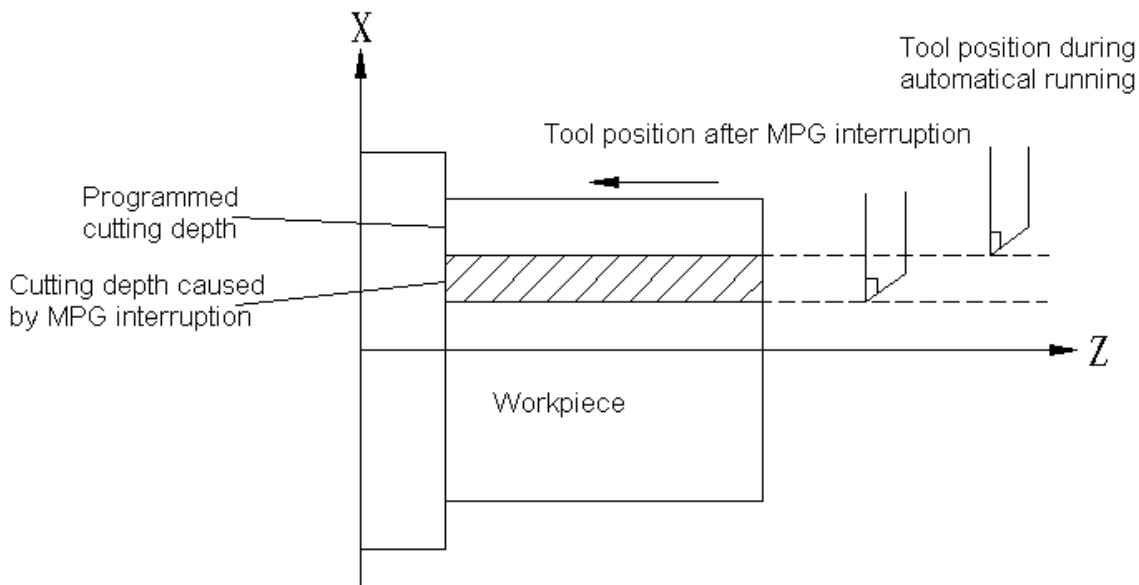 X
Tool position during
automatical running
Tool position after MPG interruption
Programmed
cutting depth
Cutting depth caused
by MPG interruption
Z
Workpiece